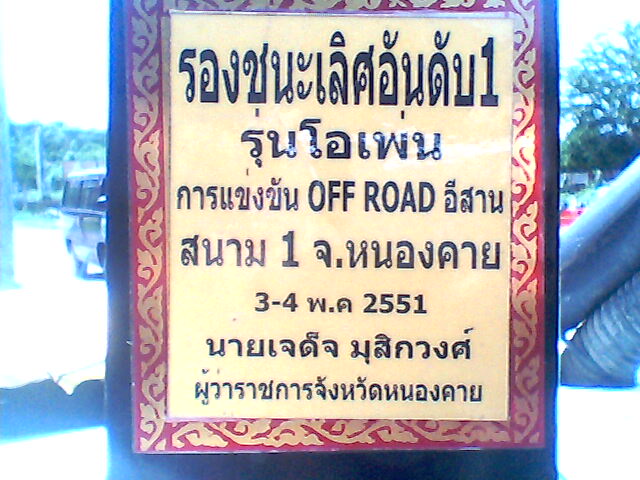 รองชนะเลิศอันดับ1
รุ่นโอเพ่น
การแข่งขัน OFF ROAD อีสาน
สนาม 1 จ.หนองคาย
3-4 พ.ค 2551
นายเจด็จ มุสิกวงศ์
ผู้ว่าราชการจังหวัดหนองคาย